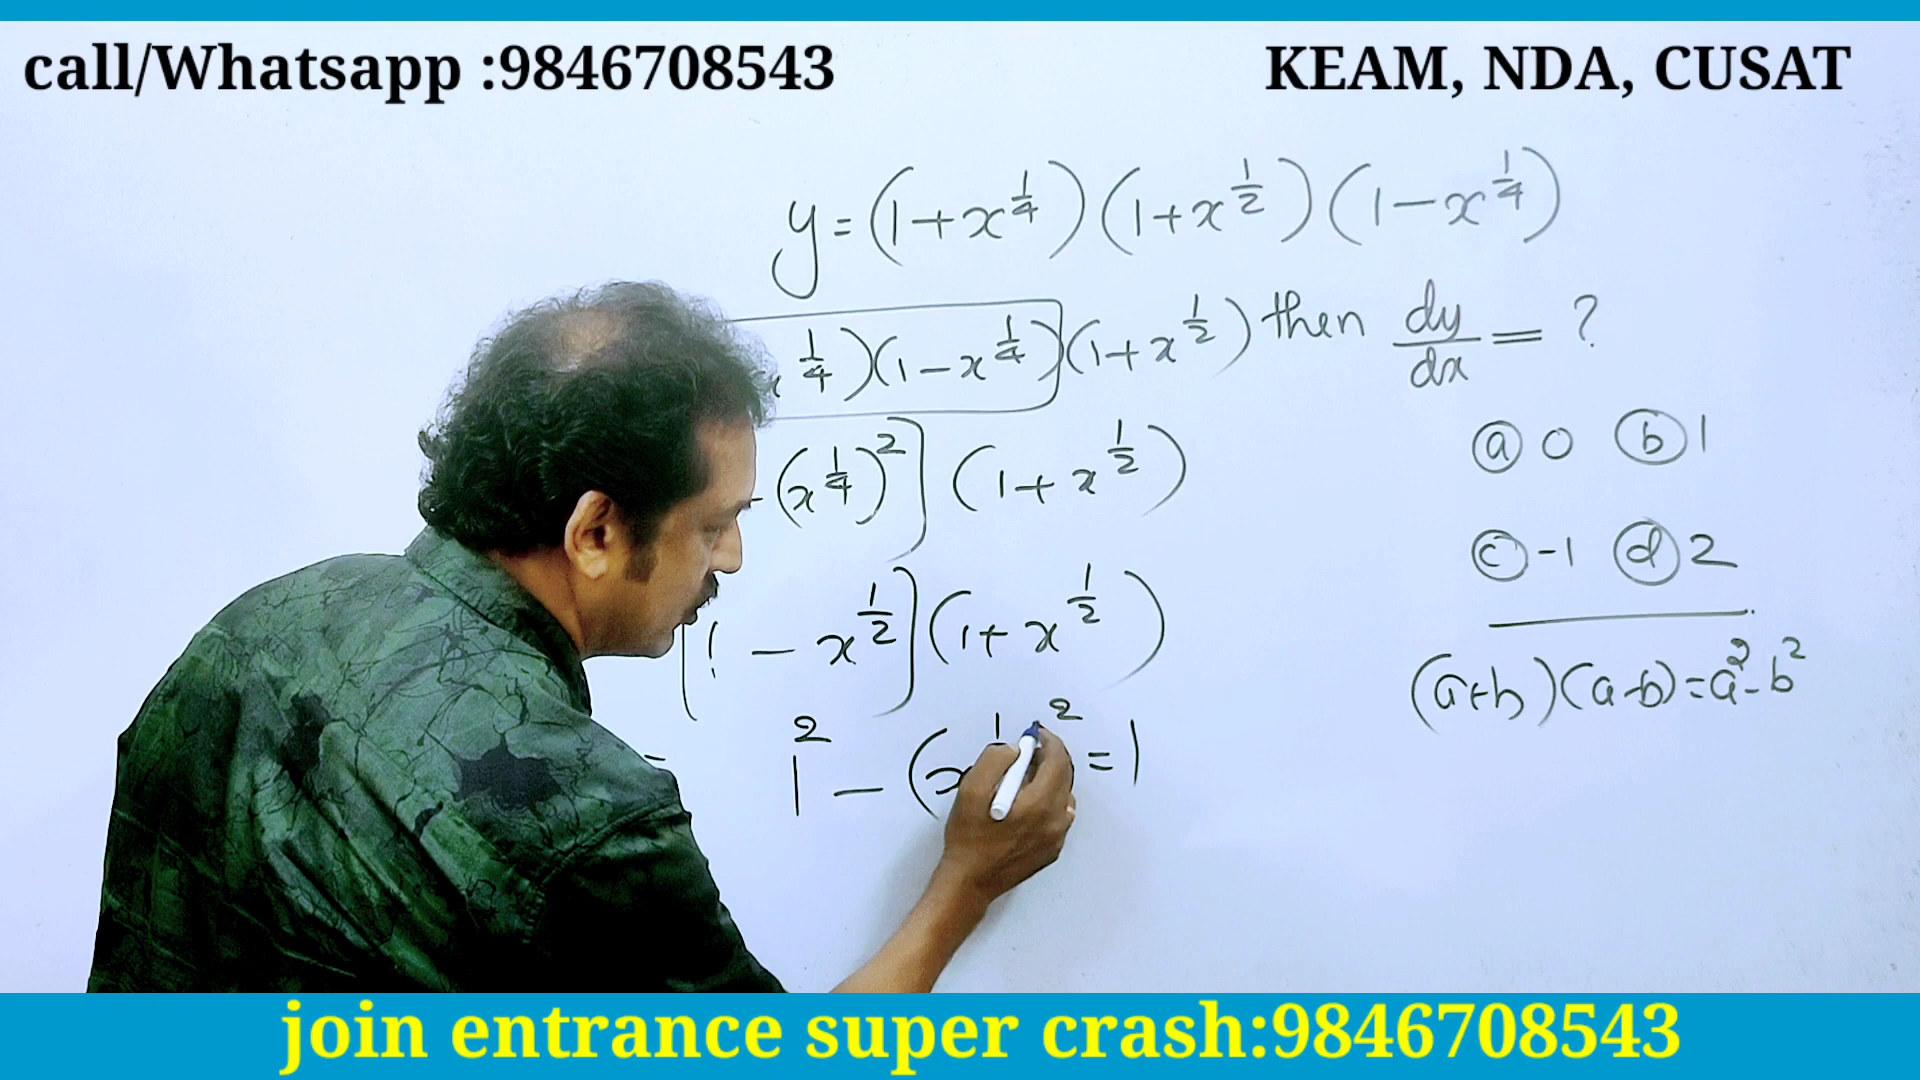 call/Whatsapp :9846708543
KEAM, NDA, CUSAT
y = (1+x^{1/4}) (1+x^{1/2}) (1-x^{1/4})
x^{1/4})(1-x^{1/4})(1+x^{1/2}) then dy/dx = ?
- (x^{1/4})^2] (1+x^{1/2})
[1 - x^{1/2}] (1+x^{1/2})
= 1^2 - (x^1 )^2 = 1
ⓐ 0 ⓑ 1
ⓒ -1 ⓓ 2
(a+b)(a-b) = a^2 - b^2
join entrance super crash:9846708543